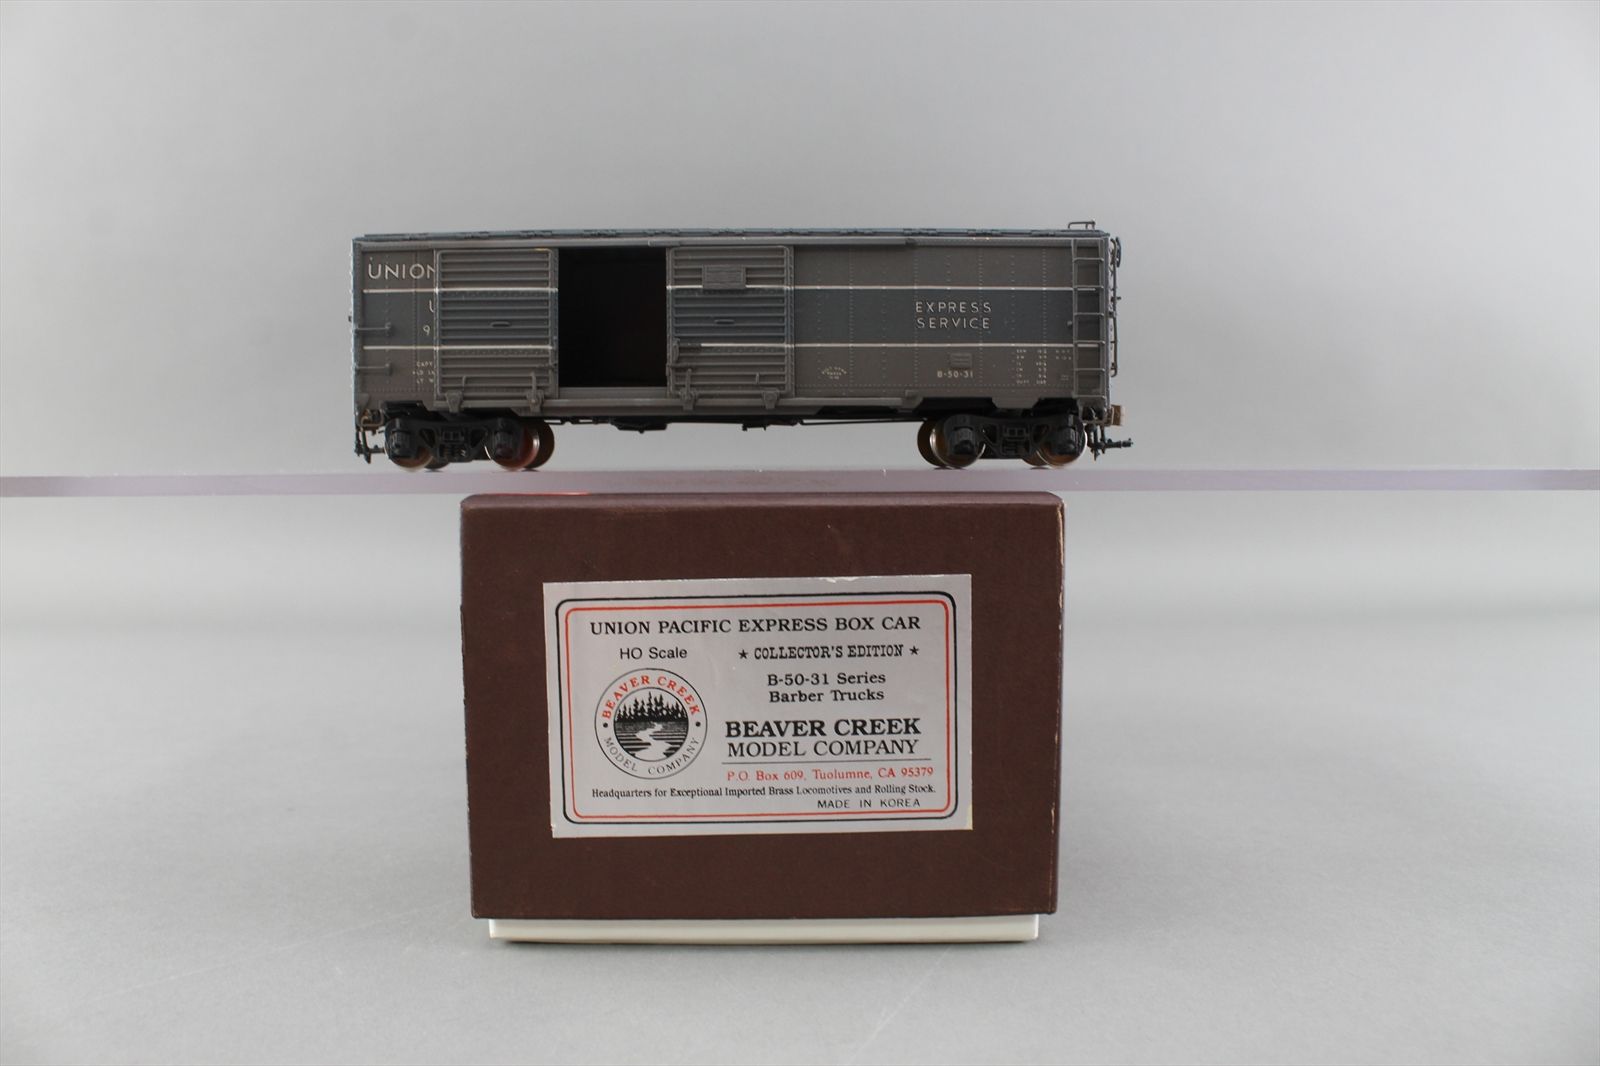 UNION
U
9
EXPRESS
SERVICE
B-50-31
UNION PACIFIC EXPRESS BOX CAR
HO Scale
★ COLLECTOR'S EDITION ★
B-50-31 Series
Barber Trucks
BEAVER CREEK
MODEL COMPANY
BEAVER CREEK
MODEL COMPANY
P.O. Box 609, Tuolumne, CA 95379
Headquarters for Exceptional Imported Brass Locomotives and Rolling Stock.
MADE IN KOREA